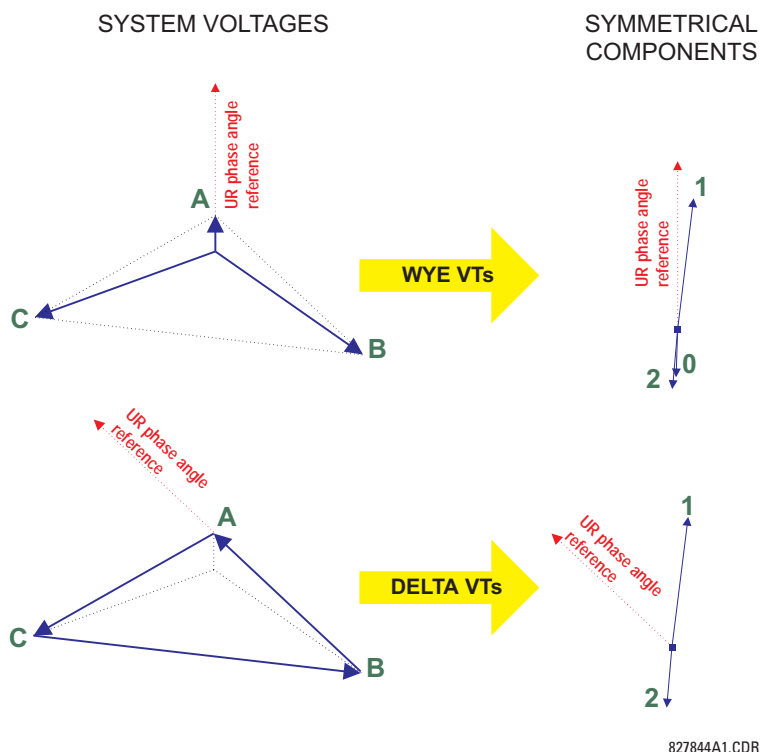 SYSTEM VOLTAGES
SYMMETRICAL
COMPONENTS
A
UR phase angle
reference
C
B
WYE VTs
UR phase angle
reference
1
2
0
UR phase angle
reference
A
C
B
DELTA VTs
UR phase angle
reference
1
2
827844A1.CDR